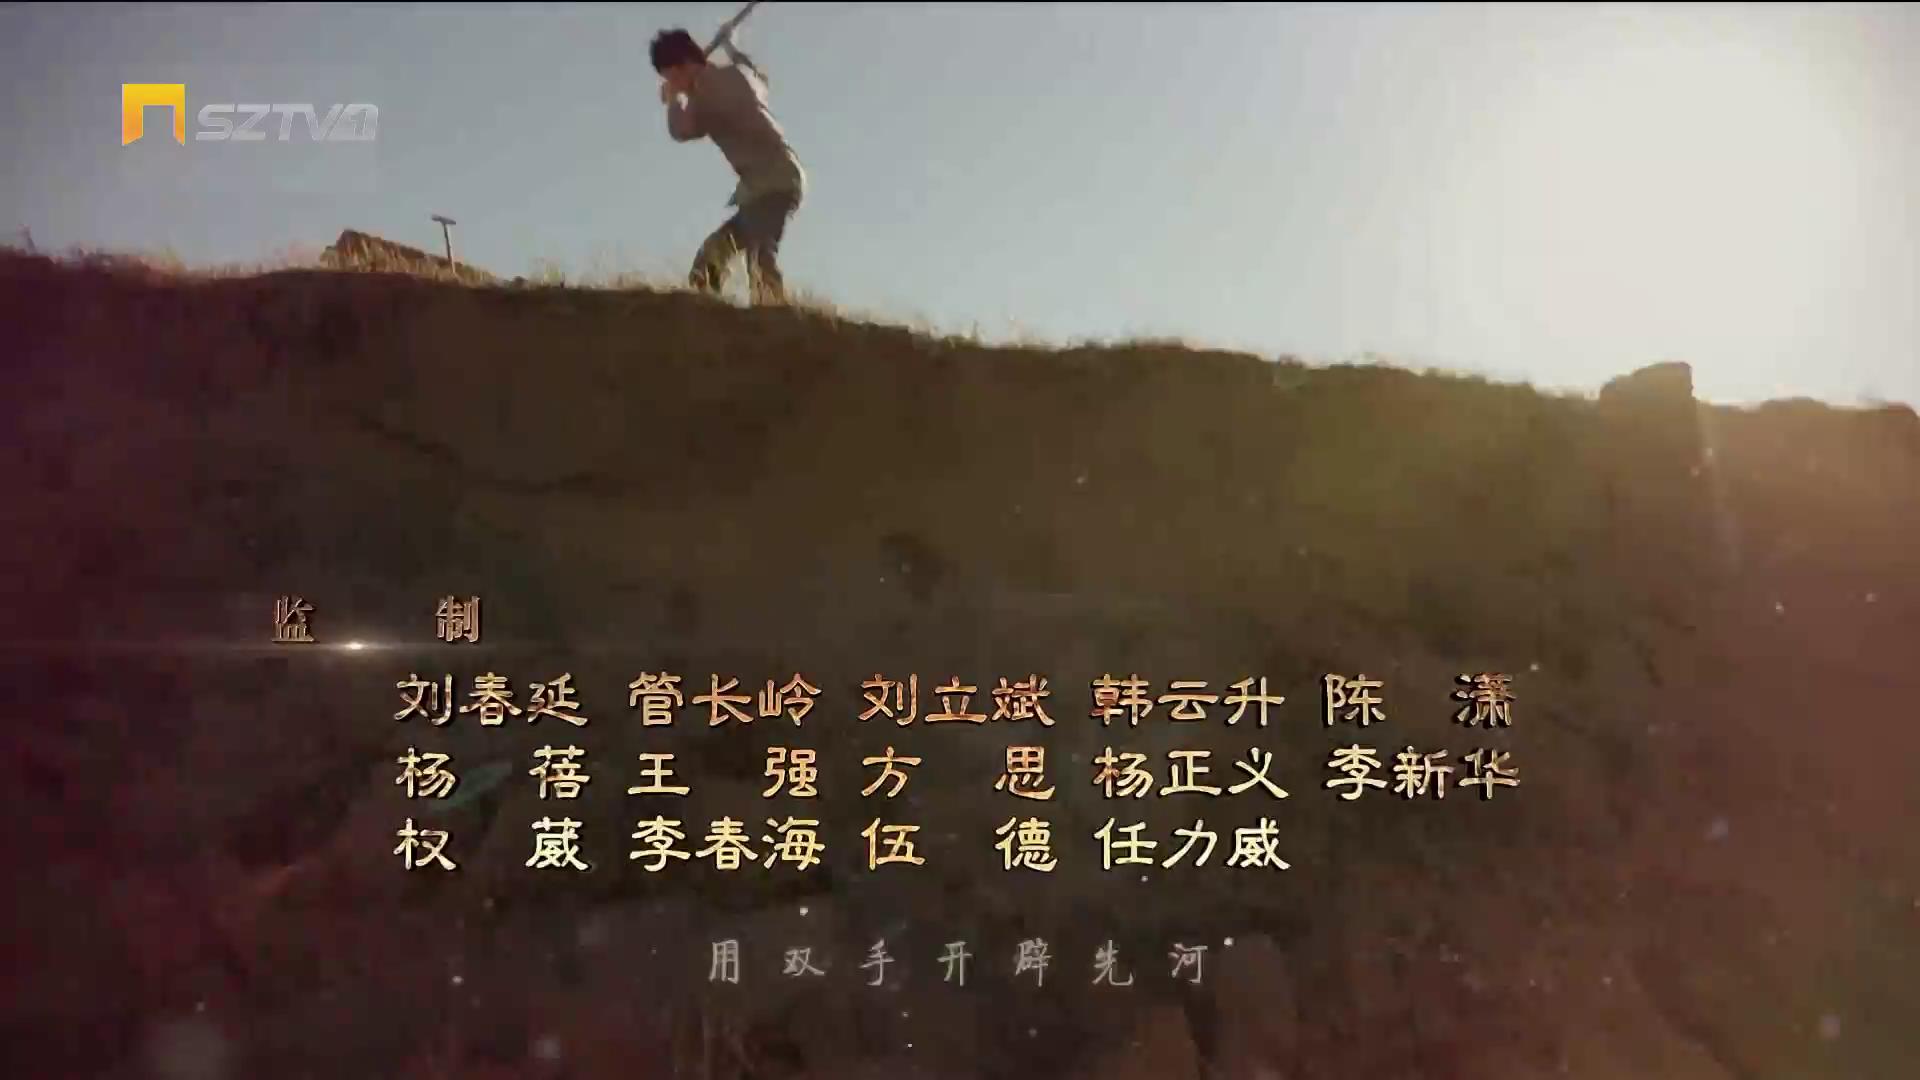 SZTV1
监 制
刘春延 管长岭 刘立斌 韩云升 陈 潇
杨 蓓 王 强 方 思 杨正义 李新华
权 葳 李春海 伍 德 任力威
用双手开辟先河